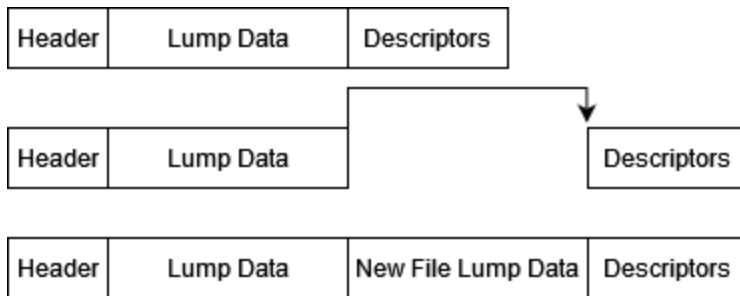 Header Lump Data Descriptors
Header Lump Data Descriptors
Header Lump Data New File Lump Data Descriptors